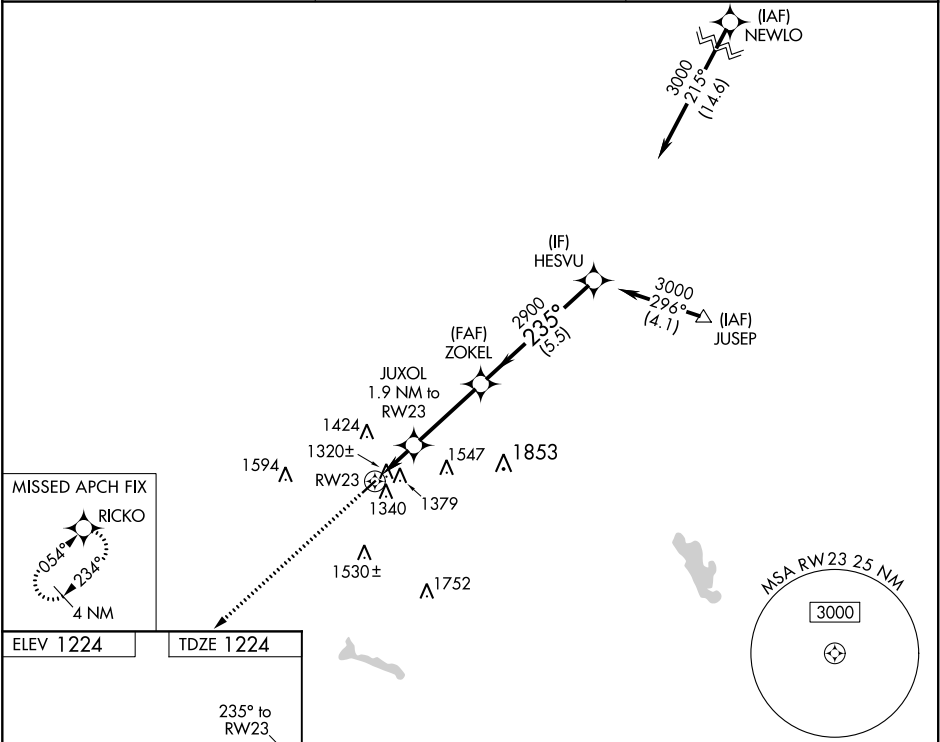 (IAF)
NEWLO
3000
215°
(14.6)
(IF)
HESVU
3000
296°
(4.1)
(IAF)
JUSEP
2900
235°
(5.5)
(FAF)
ZOKEL
JUXOL
1.9 NM to
RW23
1424
1320±
1547
1853
1594
RW23
1379
1340
1530±
1752
MISSED APCH FIX
RICKO
054°
234°
4 NM
MSA RW23 25 NM
3000
ELEV 1224
TDZE 1224
235° to
RW23